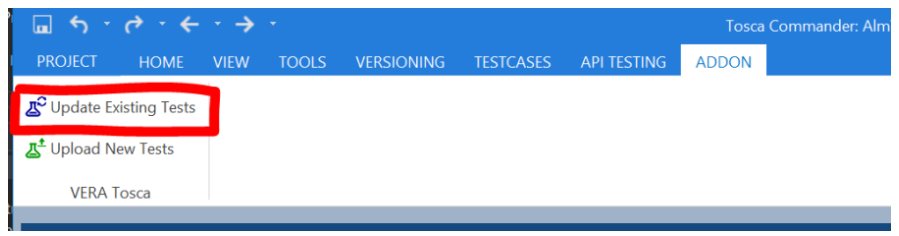 Tosca Commander: Alm
PROJECT HOME VIEW TOOLS VERSIONING TESTCASES API TESTING ADDON
Update Existing Tests
Upload New Tests
VERA Tosca